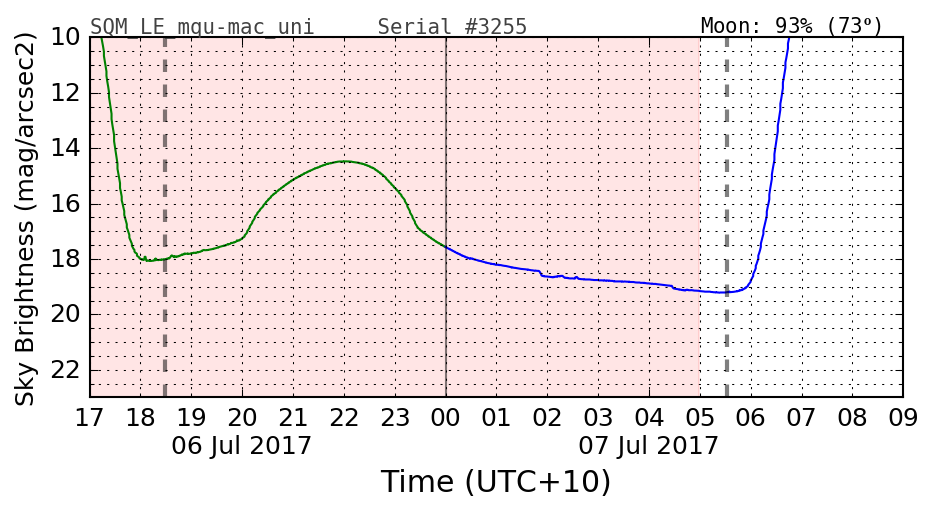 SQM_LE_mqu-mac_uni Serial #3255 Moon: 93% (73°)
Sky Brightness (mag/arcsec2)
10
12
14
16
18
20
22
17 18 19 20 21 22 23 00 01 02 03 04 05 06 07 08 09
06 Jul 2017 07 Jul 2017
Time (UTC+10)